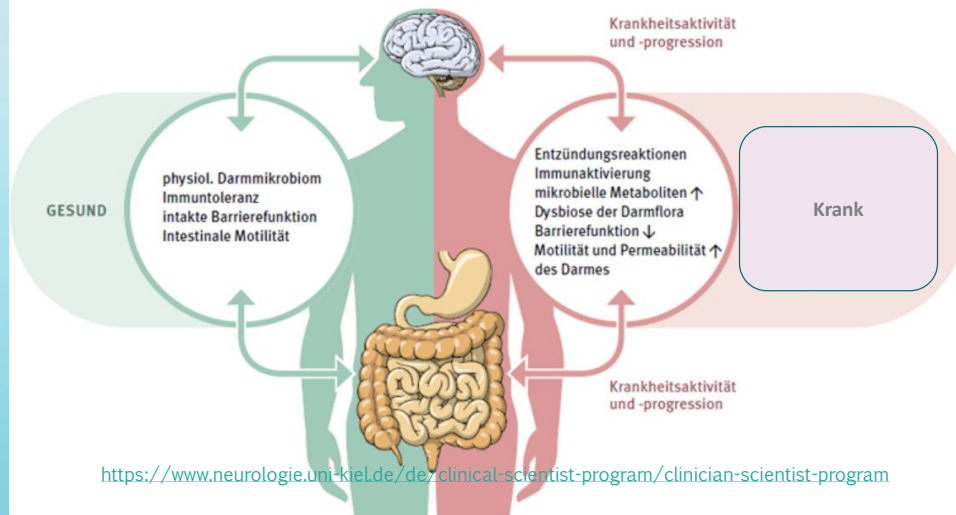 Krankheitsaktivität
und -progression
GESUND
physiol. Darmmikrobiom
Immuntoleranz
intakte Barrierefunktion
Intestinale Motilität
Entzündungsreaktionen
Immunaktivierung
mikrobielle Metaboliten ↑
Dysbiose der Darmflora
Barrierefunktion ↓
Motilität und Permeabilität ↑
des Darmes
Krank
Krankheitsaktivität
und -progression
https://www.neurologie.uni-kiel.de/de/clinical-scientist-program/clinician-scientist-program